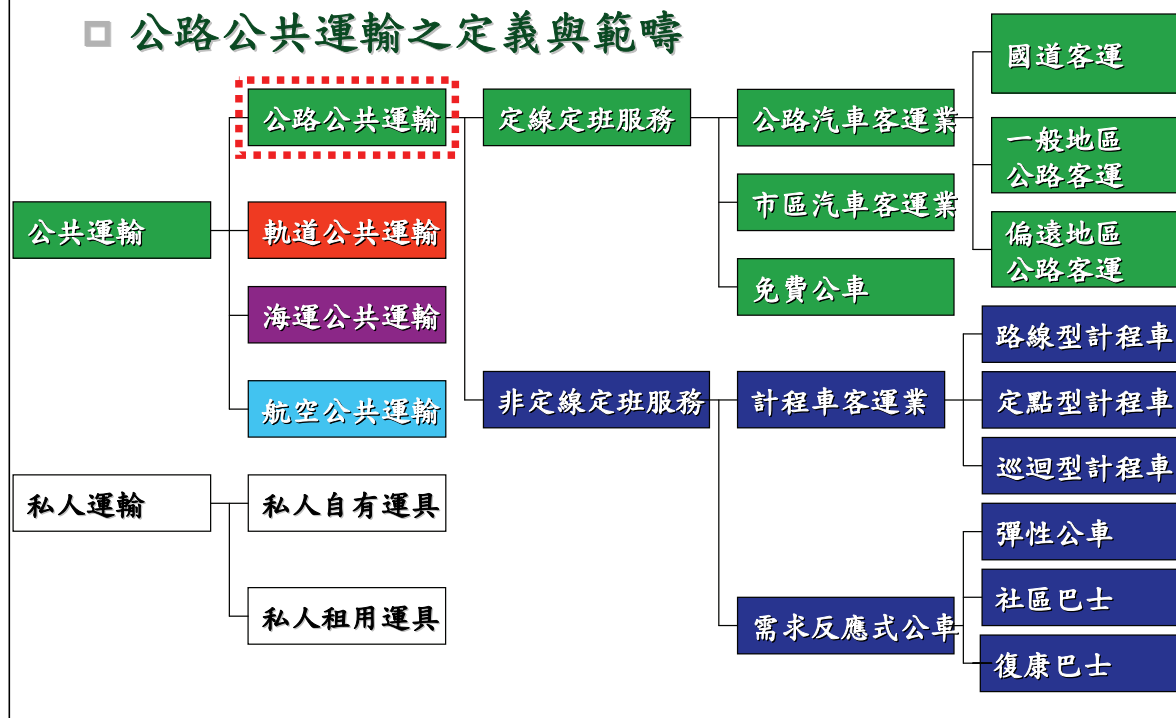 公路公共運輸之定義與範疇
公共運輸
公路公共運輸
定線定班服務
公路汽車客運業
國道客運
一般地區
公路客運
偏遠地區
公路客運
市區汽車客運業
免費公車
非定線定班服務
計程車客運業
路線型計程車
定點型計程車
巡迴型計程車
需求反應式公車
彈性公車
社區巴士
復康巴士
軌道公共運輸
海運公共運輸
航空公共運輸
私人運輸
私人自有運具
私人租用運具